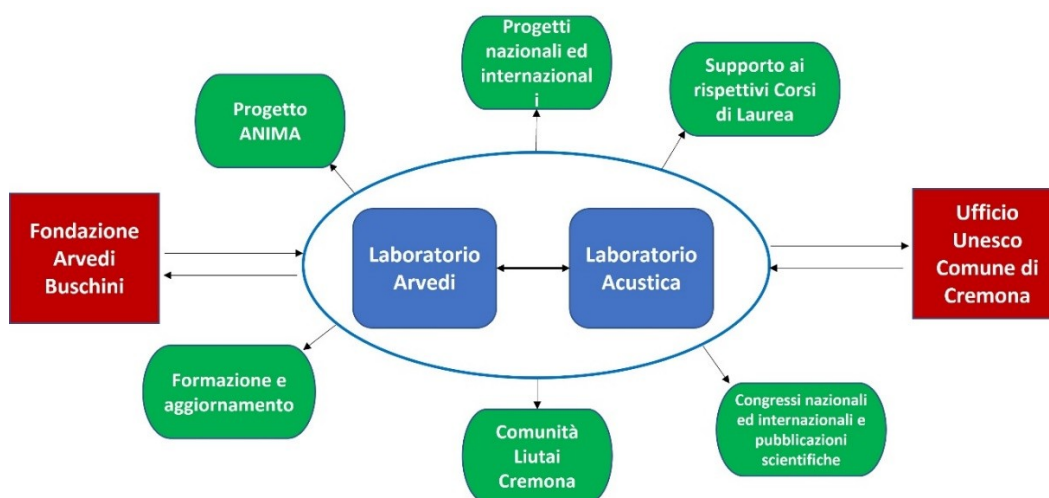 Progetti
nazionali ed
internazional
i
Supporto ai
rispettivi Corsi
di Laurea
Progetto
ANIMA
Fondazione
Arvedi
Buschini
Laboratorio
Arvedi
Laboratorio
Acustica
Ufficio
Unesco
Comune di
Cremona
Formazione e
aggiornamento
Comunità
Liutai
Cremona
Congressi nazionali
ed internazionali e
pubblicazioni
scientifiche